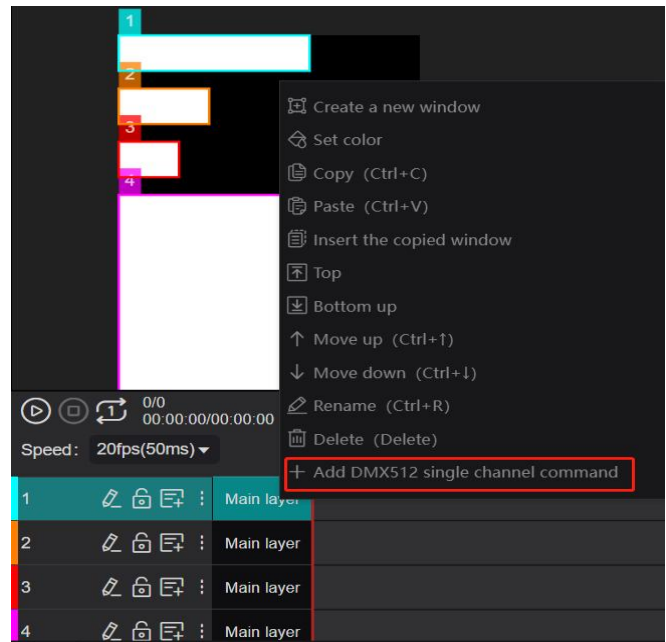 1
2
3
4
Create a new window
Set color
Copy (Ctrl+C)
Paste (Ctrl+V)
Insert the copied window
Top
Bottom up
Move up (Ctrl+↑)
Move down (Ctrl+↓)
Rename (Ctrl+R)
Delete (Delete)
+ Add DMX512 single channel command
1
0/0
00:00:00/00:00:00
Speed: 20fps(50ms)
1 Main layer
2 Main layer
3 Main layer
4 Main layer